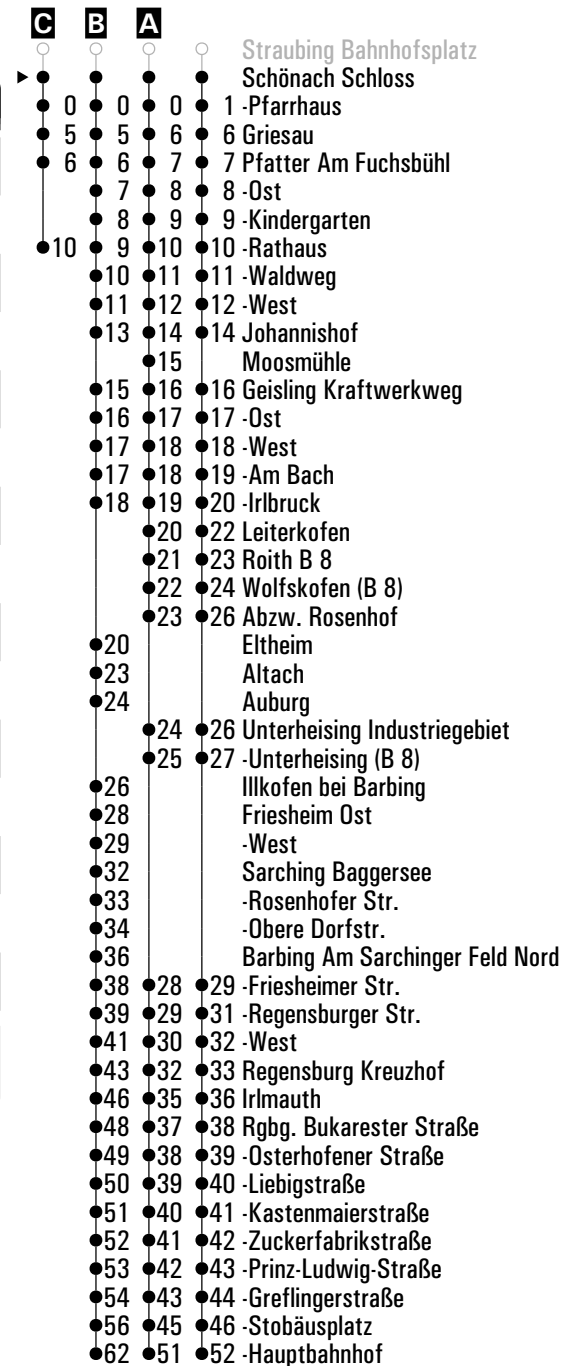 C B A
Straubing Bahnhofsplatz
Schönach Schloss
0 0 0 1 -Pfarrhaus
5 5 6 6 Griesau
6 6 7 7 Pfatter Am Fuchsbühl
7 8 8 -Ost
8 9 9 -Kindergarten
10 9 10 10 -Rathaus
10 11 11 -Waldweg
11 12 12 -West
13 14 14 Johannishof
15 Moosmühle
15 16 16 Geisling Kraftwerkweg
16 17 17 -Ost
17 18 18 -West
17 18 19 -Am Bach
18 19 20 -Irlbruck
20 22 Leiterkofen
21 23 Roith B 8
22 24 Wolfskofen (B 8)
23 26 Abzw. Rosenhof
20 Eltheim
23 Altach
24 Auburg
24 26 Unterheising Industriegebiet
25 27 -Unterheising (B 8)
26 Illkofen bei Barbing
28 Friesheim Ost
29 -West
32 Sarching Baggersee
33 -Rosenhofer Str.
34 -Obere Dorfstr.
36 Barbing Am Sarchinger Feld Nord
38 28 29 -Friesheimer Str.
39 29 31 -Regensburger Str.
41 30 32 -West
43 32 33 Regensburg Kreuzhof
46 35 36 Irlmauth
48 37 38 Rgbg. Bukarester Straße
49 38 39 -Osterhofener Straße
50 39 40 -Liebigstraße
51 40 41 -Kastenmaierstraße
52 41 42 -Zuckerfabrikstraße
53 42 43 -Prinz-Ludwig-Straße
54 43 44 -Greflingerstraße
56 45 46 -Stobäusplatz
62 51 52 -Hauptbahnhof